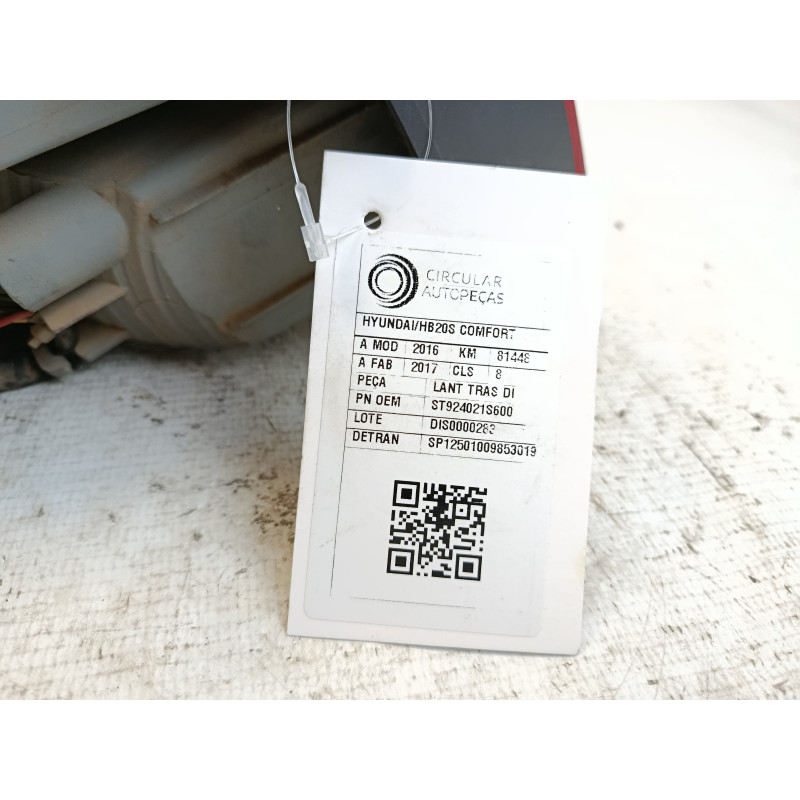 CIRCULAR
AUTOPEÇAS
HYUNDAI/HB20S COMFORT
A MOD 2016 KM 81448
A FAB 2017 CLS 8
PEÇA LANT TRAS DI
PN OEM ST924021S600
LOTE DIS0000283
DETRAN SP12501009853019